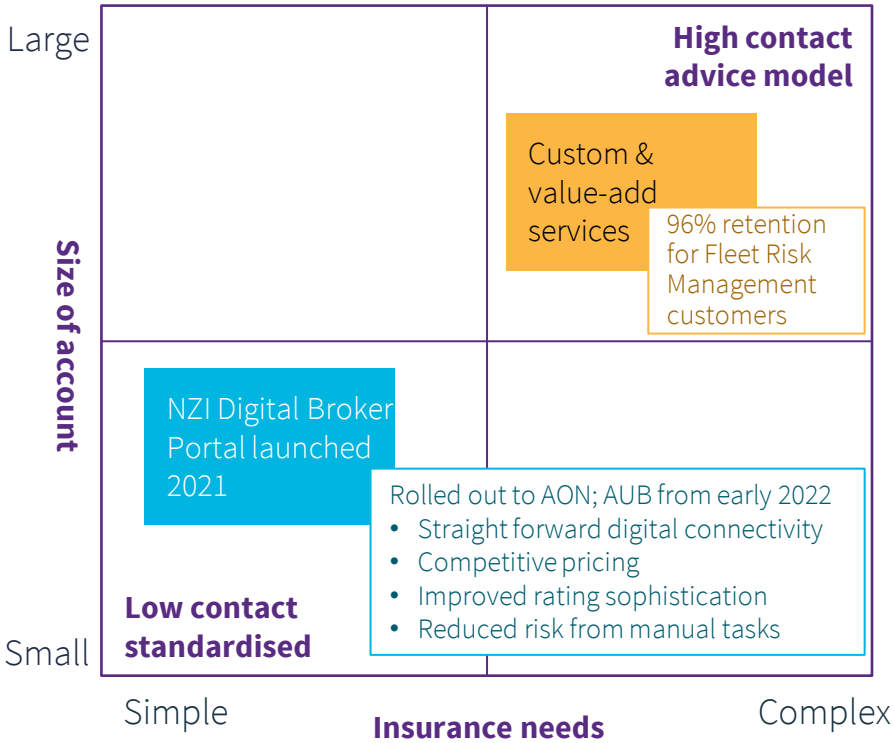 Large
High contact
advice model
Custom &
value-add
services
96% retention
for Fleet Risk
Management
customers
Size of account
NZI Digital Broker
Portal launched
2021
Rolled out to AON; AUB from early 2022
• Straight forward digital connectivity
• Competitive pricing
• Improved rating sophistication
• Reduced risk from manual tasks
Low contact
standardised
Small
Simple
Insurance needs
Complex